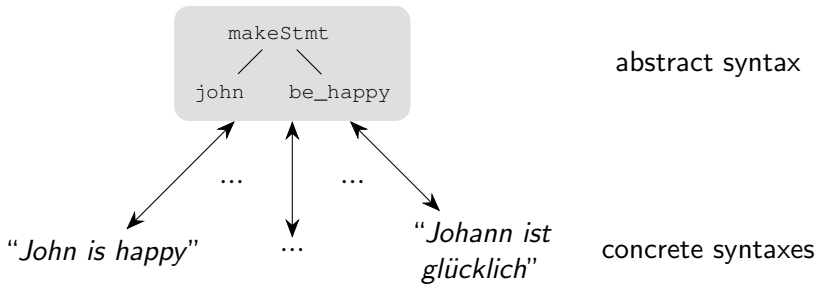 makeStmt
abstract syntax
john be_happy
... ...
“John is happy”
...
“Johann ist
glücklich”
concrete syntaxes